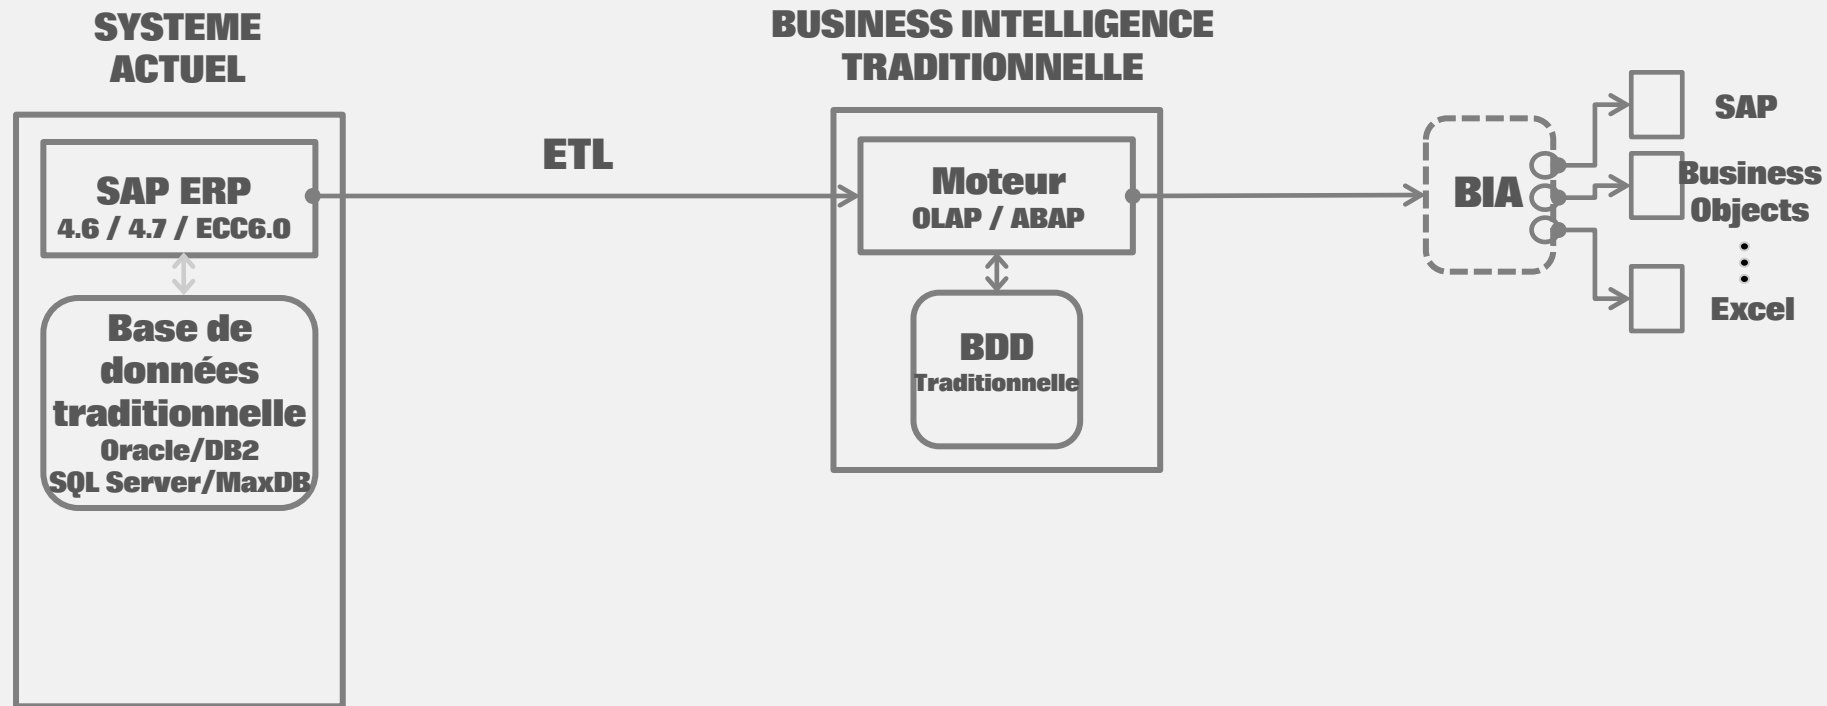 SYSTEME
ACTUEL
SAP ERP
4.6 / 4.7 / ECC6.0
Base de
données
traditionnelle
Oracle/DB2
SQL Server/MaxDB
ETL
BUSINESS INTELLIGENCE
TRADITIONNELLE
Moteur
OLAP / ABAP
BDD
Traditionnelle
BIA
SAP
Business
Objects
Excel